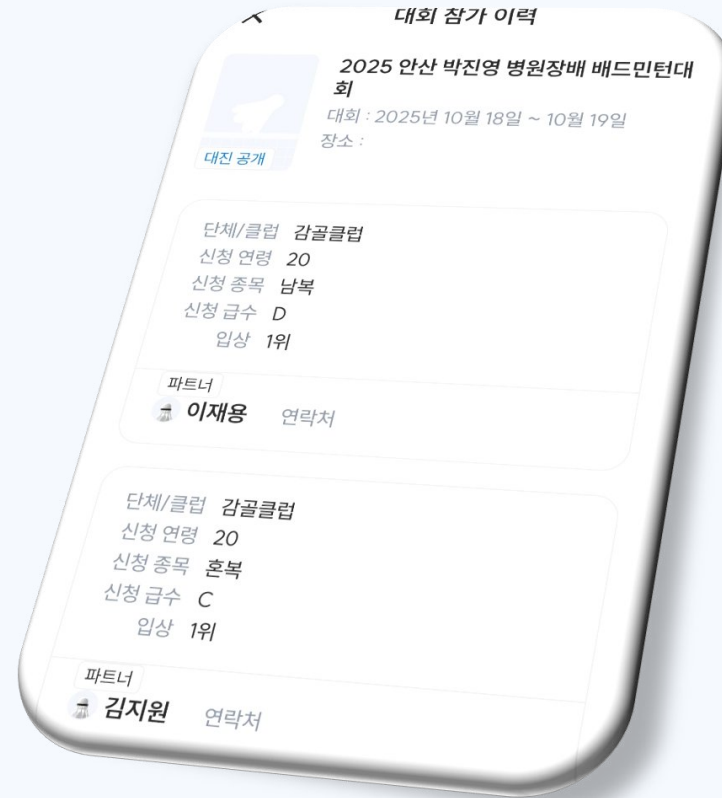 대회 참가 이력
2025 안산 박진영 병원장배 배드민턴대
회
대회 : 2025년 10월 18일 ~ 10월 19일
장소 :
대진 공개
단체/클럽 감골클럽
신청 연령 20
신청 종목 남복
신청 급수 D
입상 1위
파트너
이재용 연락처
단체/클럽 감골클럽
신청 연령 20
신청 종목 혼복
신청 급수 C
입상 1위
파트너
김지원 연락처